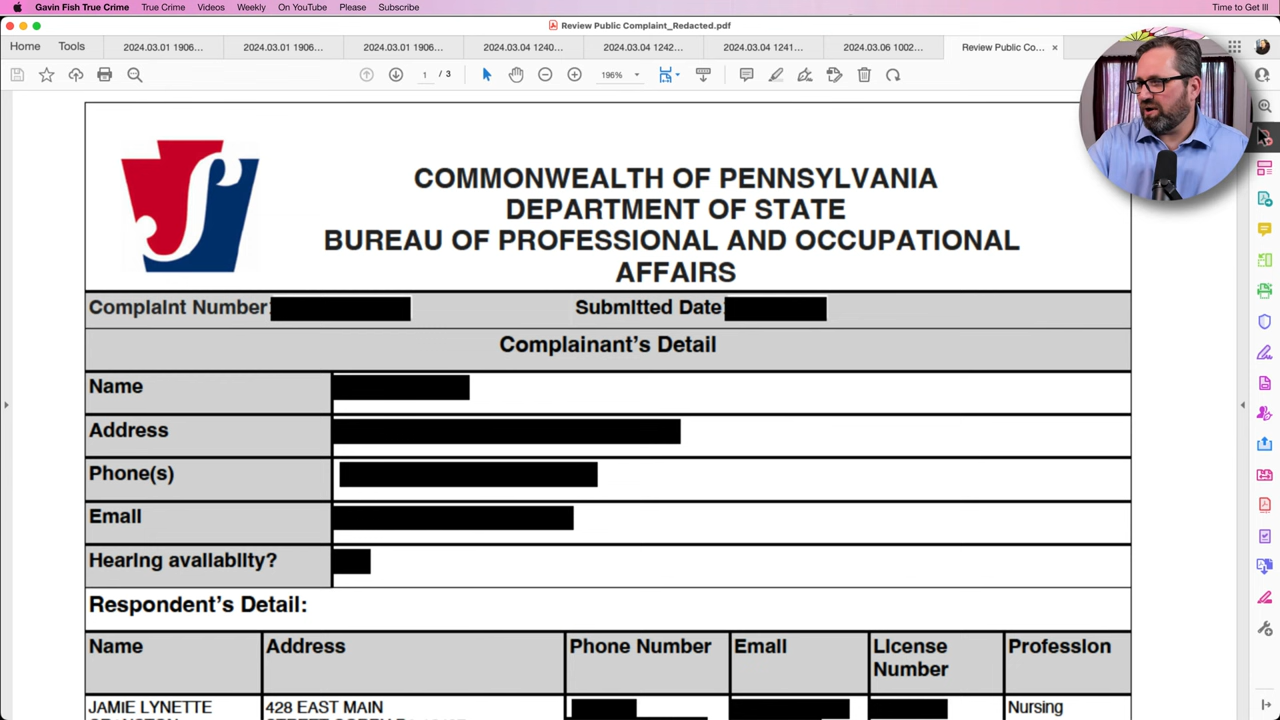 Gavin Fish True Crime True Crime Videos Weekly On YouTube Please Subscribe Time to Get Ill
Review Public Complaint_Redacted.pdf
Home Tools 2024.03.01 1906... 2024.03.01 1906... 2024.03.01 1906... 2024.03.04 1240... 2024.03.04 1242... 2024.03.04 1241... 2024.03.06 1002... Review Public Co... ×
1 / 3 196%
COMMONWEALTH OF PENNSYLVANIA
DEPARTMENT OF STATE
BUREAU OF PROFESSIONAL AND OCCUPATIONAL
AFFAIRS
Complaint Number: Submitted Date:
Complainant's Detail
Name
Address
Phone(s)
Email
Hearing availablity?
Respondent's Detail:
Name Address Phone Number Email License
Number Profession
JAMIE LYNETTE 428 EAST MAIN Nursing